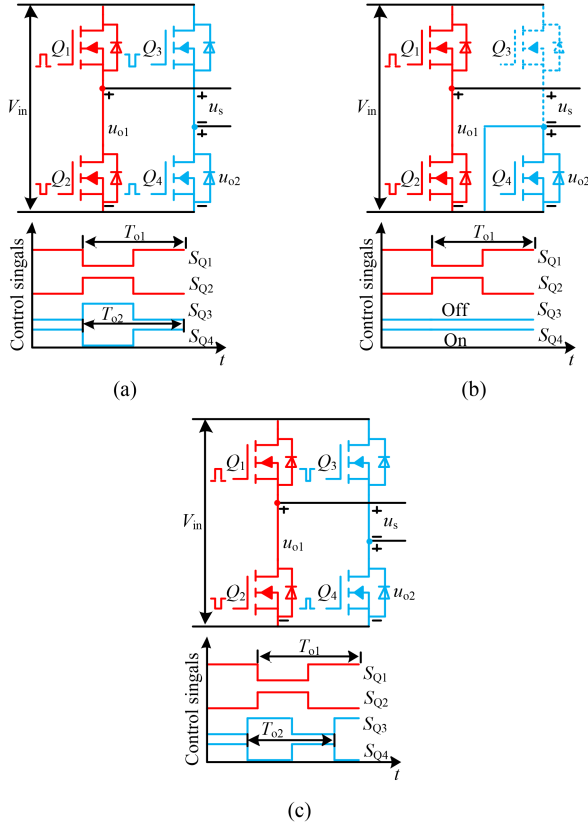 Q1 Q3
Vin
us
uo1
Q2 Q4 uo2
Control singals
To1
SQ1
SQ2
To2
SQ3
SQ4
t
(a)
Q1 Q3
Vin
us
uo1
Q2 Q4 uo2
Control singals
To1
SQ1
SQ2
Off
SQ3
On
SQ4
t
(b)
Q1 Q3
Vin
us
uo1
Q2 Q4 uo2
Control singals
To1
SQ1
SQ2
To2
SQ3
SQ4
t
(c)